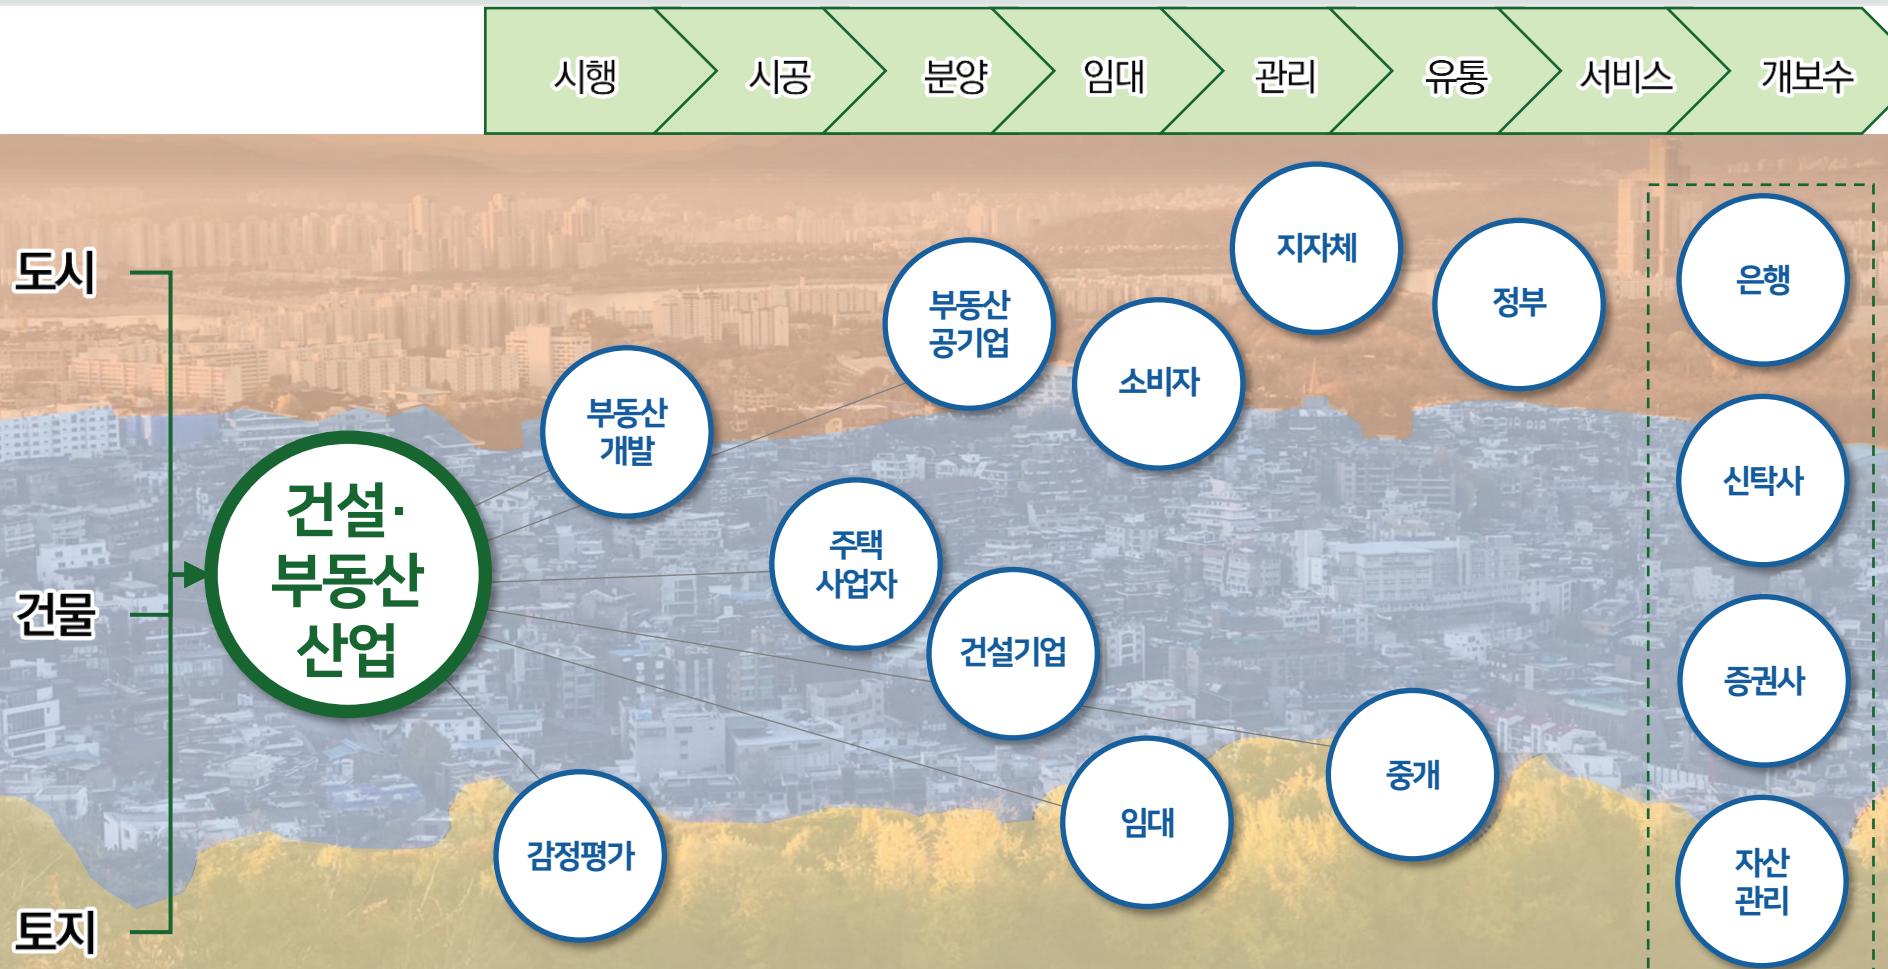 시행
시공
분양
임대
관리
유통
서비스
개보수
도시
건물
토지
건설·
부동산
산업
부동산
개발
부동산
공기업
소비자
지자체
정부
주택
사업자
건설기업
감정평가
임대
중개
은행
신탁사
증권사
자산
관리